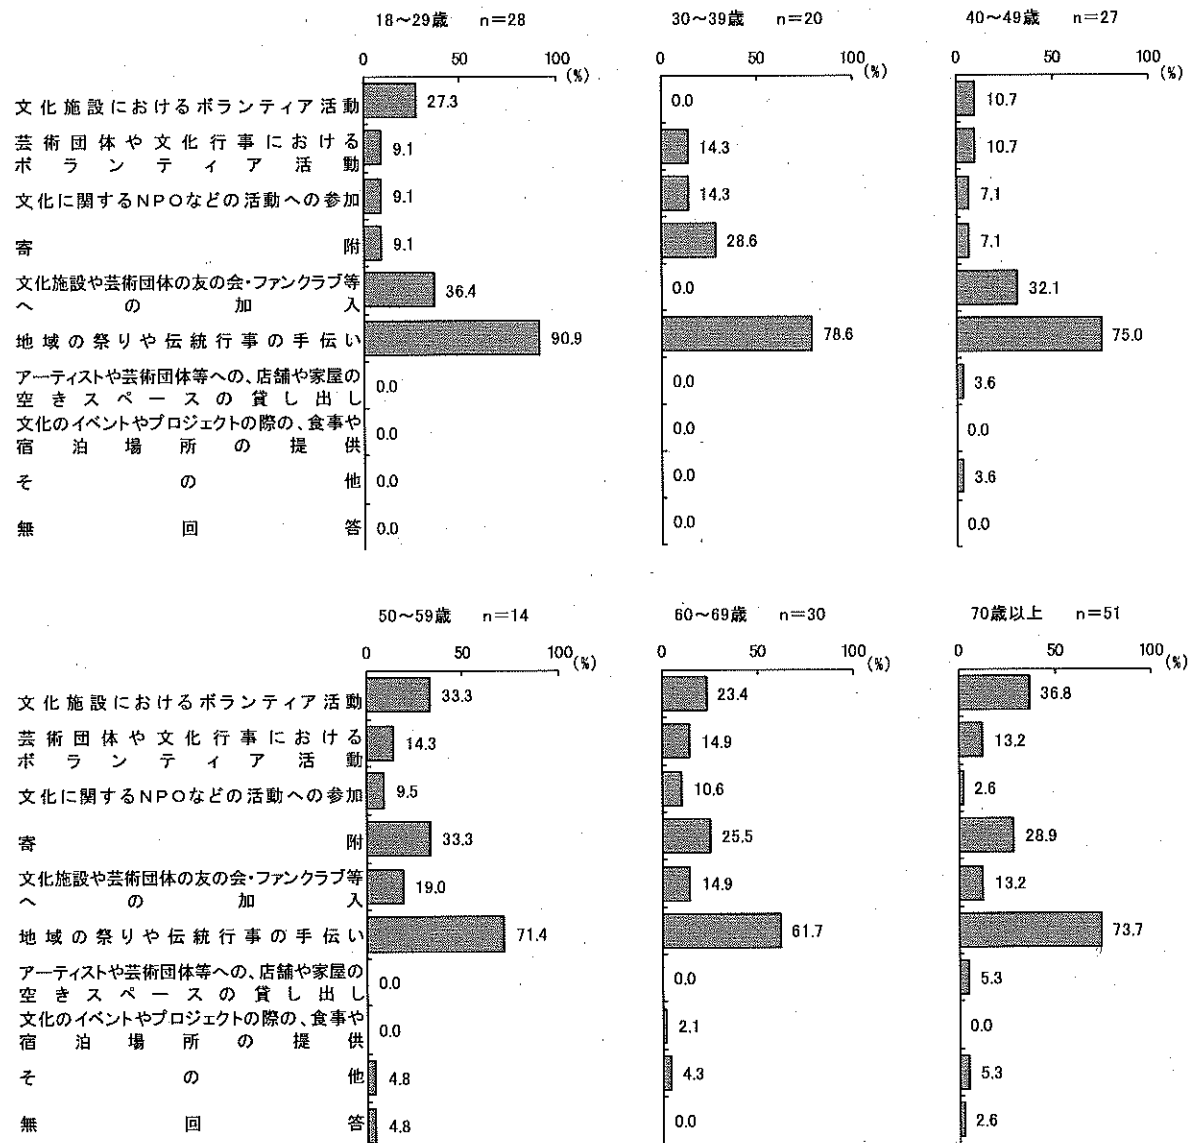 18～29歳 n=28
30～39歳 n=20
40～49歳 n=27
0 50 100 (%)
0 50 100 (%)
0 50 100 (%)
文化施設におけるボランティア活動 27.3 0.0 10.7
芸術団体や文化行事における
ボランティア活動 9.1 14.3 10.7
文化に関するNPOなどの活動への参加 9.1 14.3 7.1
寄附 9.1 28.6 7.1
文化施設や芸術団体の友の会・ファンクラブ等
への加入 36.4 0.0 32.1
地域の祭りや伝統行事の手伝い 90.9 78.6 75.0
アーティストや芸術団体等への、店舗や家屋の
空きスペースの貸し出し 0.0 0.0 3.6
文化のイベントやプロジェクトの際の、食事や
宿泊場所の提供 0.0 0.0 0.0
その他 0.0 0.0 3.6
無回答 0.0 0.0 0.0
50～59歳 n=14
60～69歳 n=30
70歳以上 n=51
0 50 100 (%)
0 50 100 (%)
0 50 100 (%)
文化施設におけるボランティア活動 33.3 23.4 36.8
芸術団体や文化行事における
ボランティア活動 14.3 14.9 13.2
文化に関するNPOなどの活動への参加 9.5 10.6 2.6
寄附 33.3 25.5 28.9
文化施設や芸術団体の友の会・ファンクラブ等
への加入 19.0 14.9 13.2
地域の祭りや伝統行事の手伝い 71.4 61.7 73.7
アーティストや芸術団体等への、店舗や家屋の
空きスペースの貸し出し 0.0 0.0 5.3
文化のイベントやプロジェクトの際の、食事や
宿泊場所の提供 0.0 2.1 0.0
その他 4.8 4.3 5.3
無回答 4.8 0.0 2.6